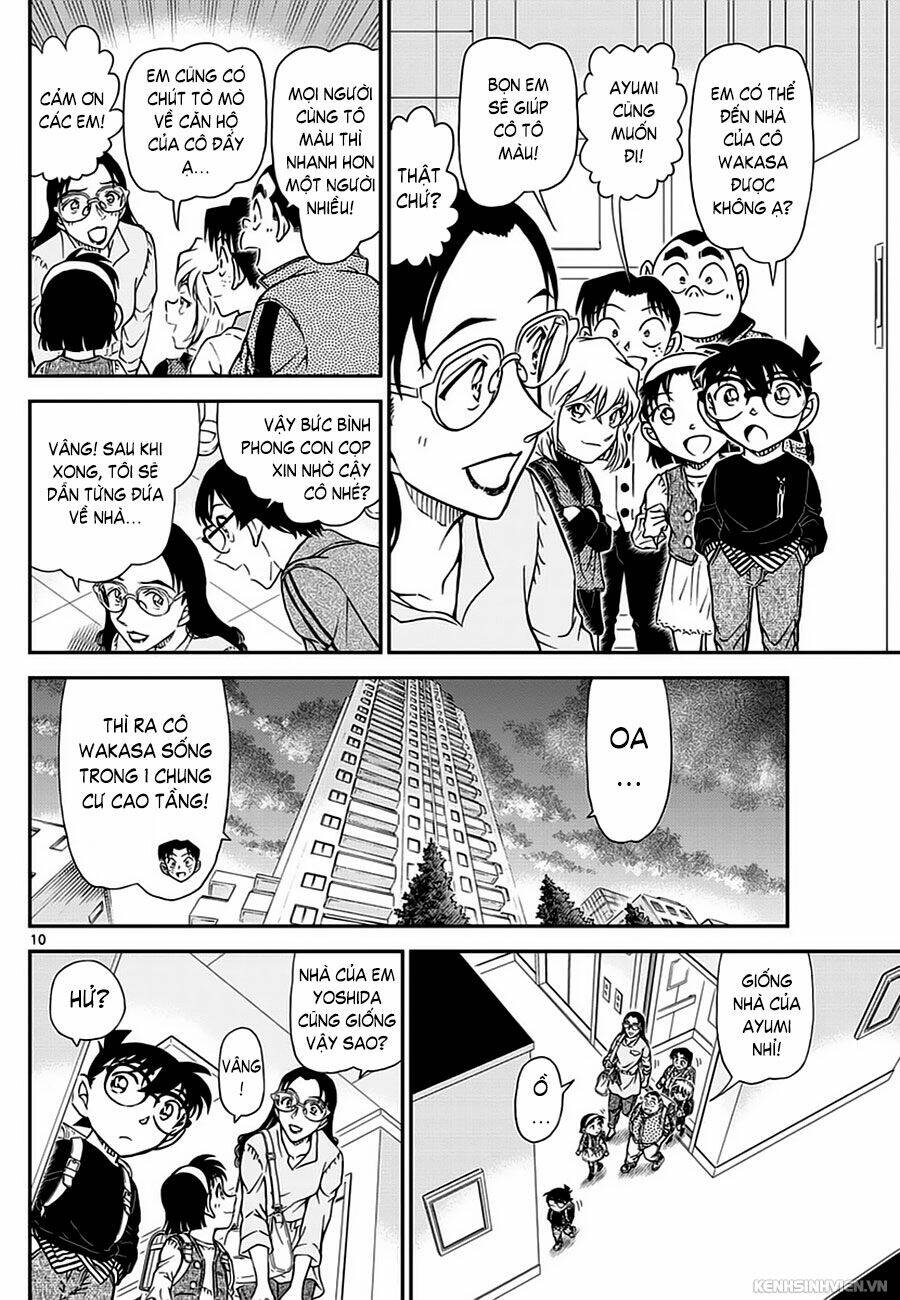 EM CÓ THỂ
ĐẾN NHÀ
CỦA CÔ
WAKASA
ĐƯỢC
KHÔNG Ạ?
AYUMI
CŨNG
MUỐN
ĐI!
BỌN EM
SẼ GIÚP
CÔ TÔ
MÀU!
THẬT
CHỨ?
MỌI NGƯỜI
CÙNG TÔ
MÀU THÌ
NHANH HƠN
MỘT NGƯỜI
NHIỀU!
EM CŨNG CÓ
CHÚT TÒ MÒ
VỀ CĂN HỘ
CỦA CÔ ĐẤY
Ạ...
CẢM ƠN
CÁC EM!
VẬY BỨC BÌNH
PHONG CON CỌP
XIN NHỜ CẬY
CÔ NHÉ?
VÂNG! SAU KHI
XONG, TÔI SẼ
DẪN TỪNG ĐỨA
VỀ NHÀ...
OA
...
THÌ RA CÔ
WAKASA SỐNG
TRONG 1 CHUNG
CƯ CAO TẦNG!
10
GIỐNG
NHÀ CỦA
AYUMI
NHỈ!
Ồ
...
NHÀ CỦA EM
YOSHIDA
CŨNG GIỐNG
VẬY SAO?
VÂNG
!
HỬ?
KENHSINHVIEN.VN